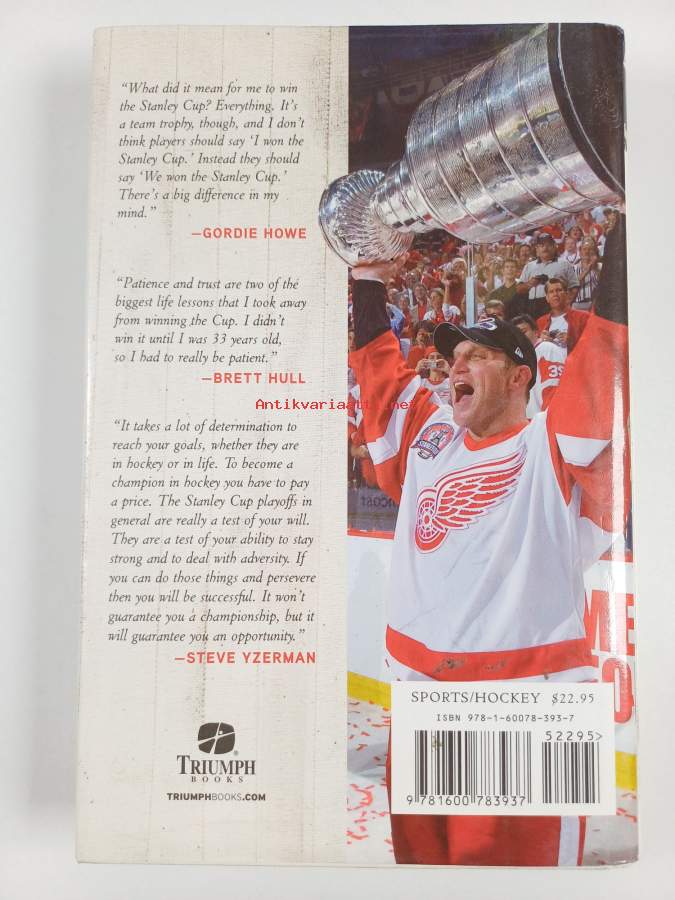 “What did it mean for me to win
the Stanley Cup? Everything. It’s
a team trophy, though, and I don’t
think players should say ‘I won the
Stanley Cup.’ Instead they should
say ‘We won the Stanley Cup.’
There’s a big difference in my
mind.”
—GORDIE HOWE
“Patience and trust are two of the
biggest life lessons that I took away
from winning the Cup. I didn’t
win it until I was 33 years old,
so I had to really be patient.”
—BRETT HULL
Antikvariaatti.net
“It takes a lot of determination to
reach your goals, whether they are
in hockey or in life. To become a
champion in hockey you have to pay
a price. The Stanley Cup playoffs in
general are really a test of your will.
They are a test of your ability to stay
strong and to deal with adversity. If
you can do those things and persevere
then you will be successful. It won’t
guarantee you a championship, but it
will guarantee you an opportunity.”
—STEVE YZERMAN
39
ME
TRIUMPH
BOOKS
TRIUMPHBOOKS.COM
SPORTS/HOCKEY $22.95
ISBN 978-1-60078-393-7
52295>
9 781600 783937